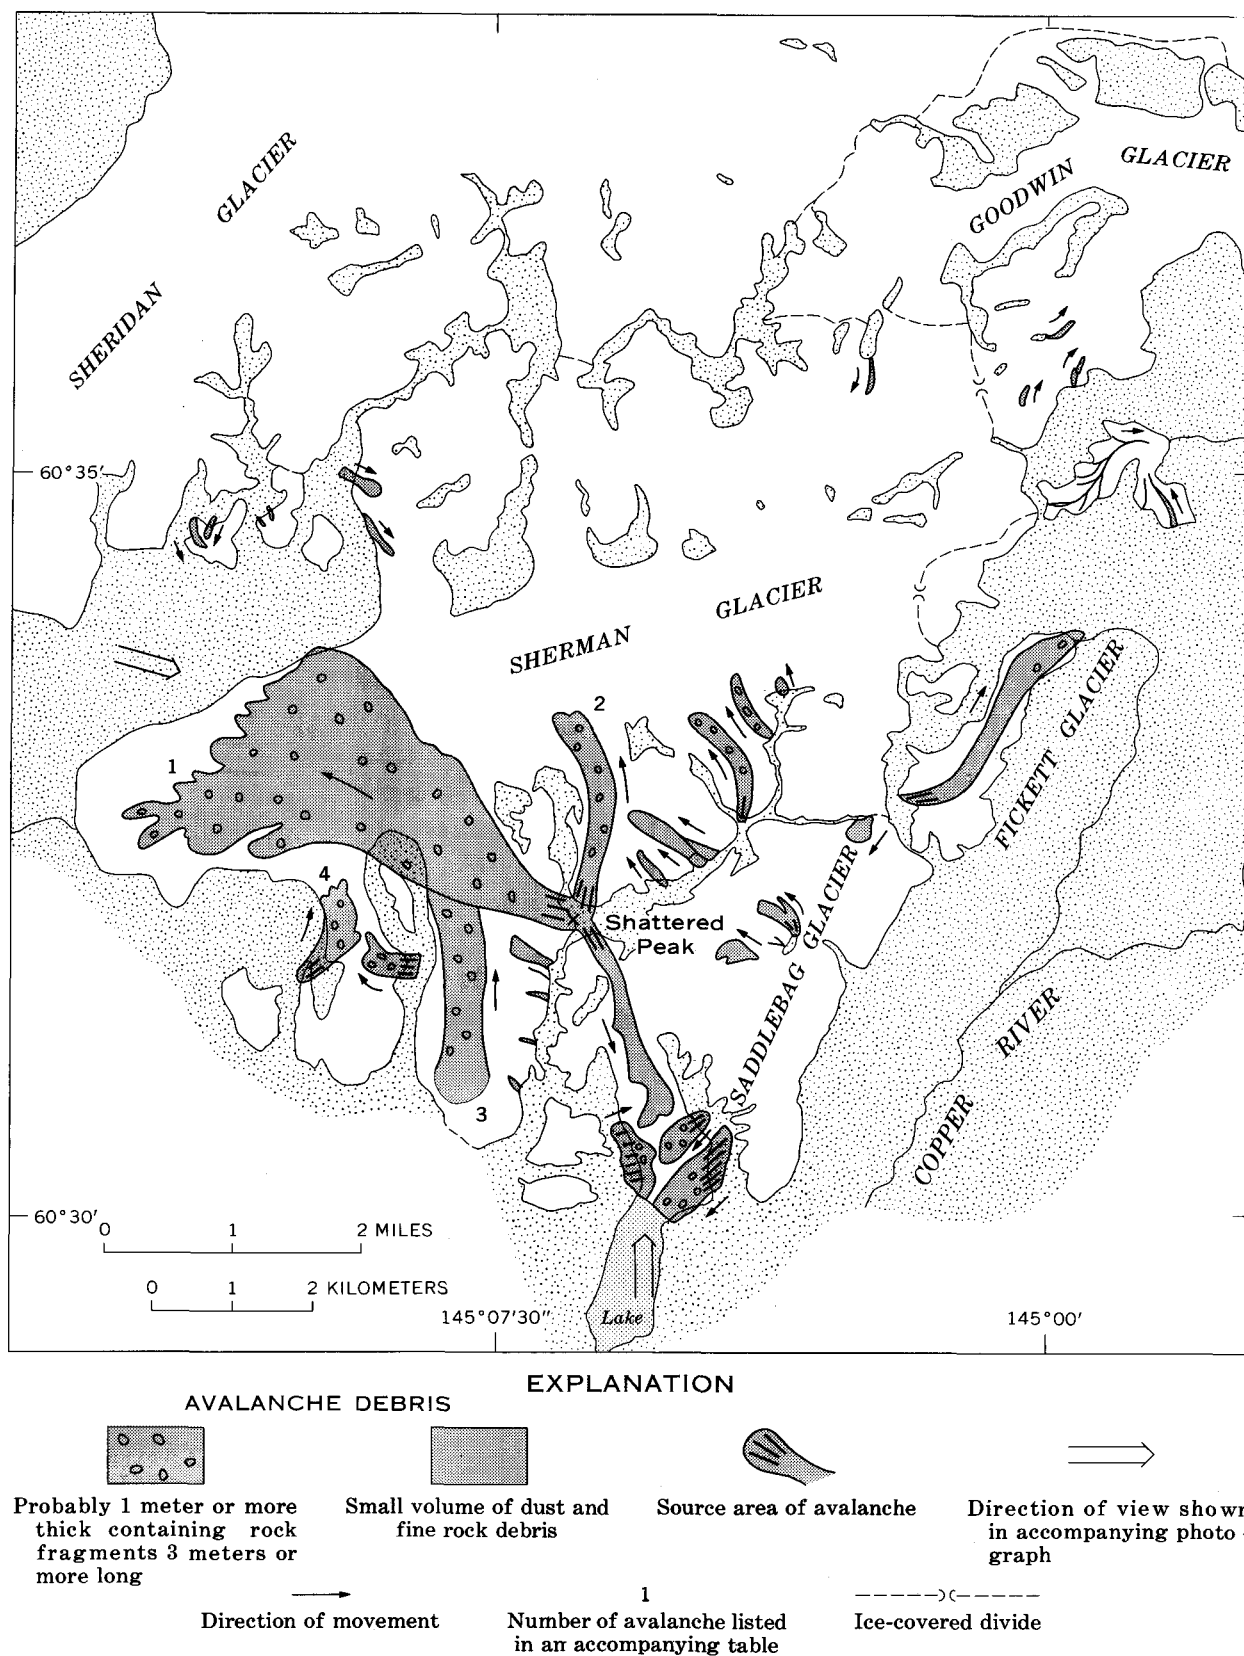 GLACIER
GOODWIN
GLACIER
SHERIDAN
60°35'
SHERMAN
GLACIER
FICKETT GLACIER
1
2
4
Shattered
Peak
SADDLEBAG GLACIER
3
COPPER
RIVER
60°30'
0 1 2 MILES
0 1 2 KILOMETERS
145°07'30"
Lake
145°00'
EXPLANATION
AVALANCHE DEBRIS
Probably 1 meter or more
thick containing rock
fragments 3 meters or
more long
Small volume of dust and
fine rock debris
Source area of avalanche
Direction of view shown
in accompanying photo-
graph
Direction of movement
1
Number of avalanche listed
in an accompanying table
Ice-covered divide